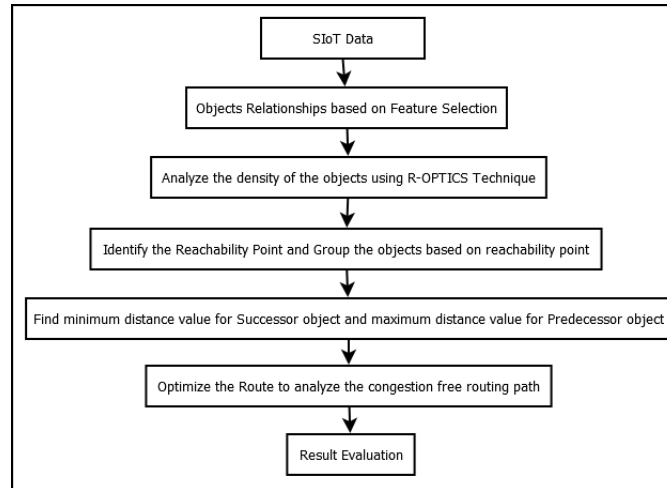 SIoT Data
Objects Relationships based on Feature Selection
Analyze the density of the objects using R-OPTICS Technique
Identify the Reachability Point and Group the objects based on reachability point
Find minimum distance value for Successor object and maximum distance value for Predecessor object
Optimize the Route to analyze the congestion free routing path
Result Evaluation